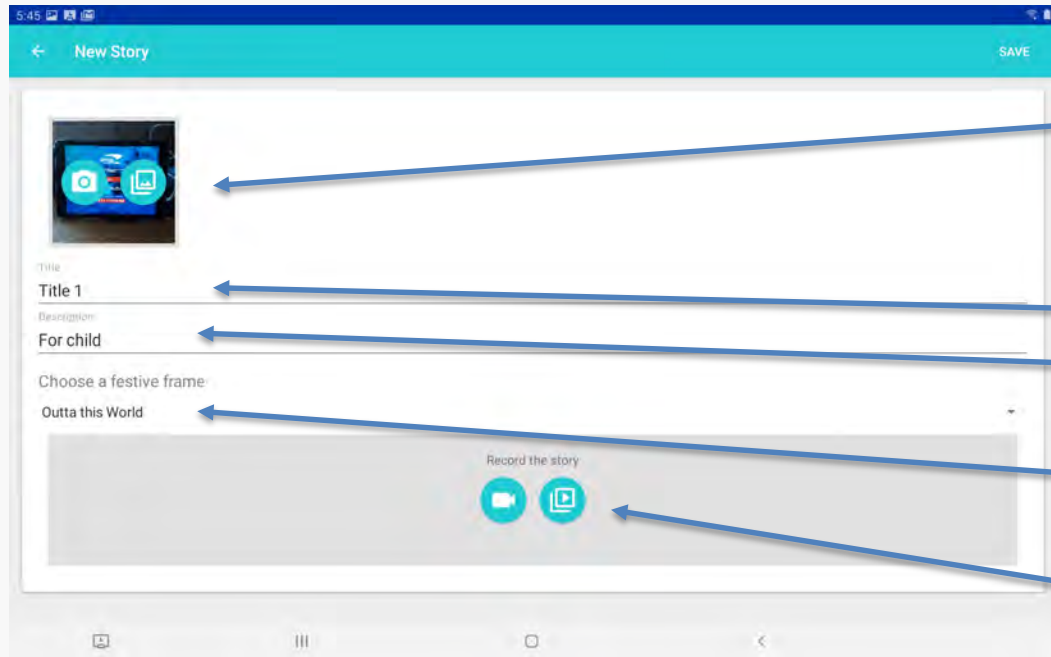 5:45
New Story
SAVE
Title
Title 1
Description
For child
Choose a festive frame
Outta this World
Record the story